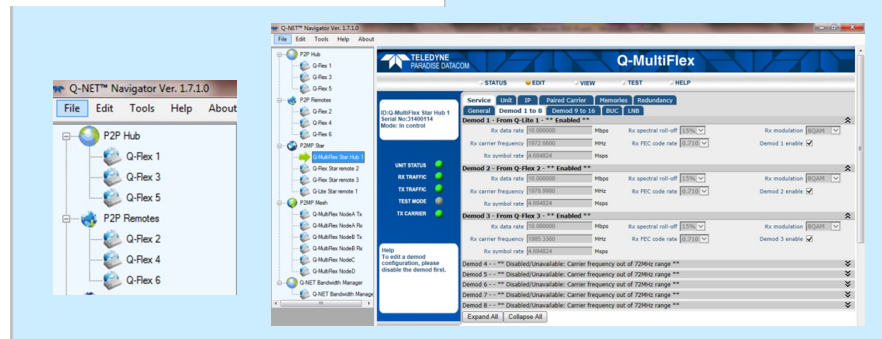 Q-NET™ Navigator Ver. 1.7.1.0
File Edit Tools Help About
P2P Hub
Q-Flex 1
Q-Flex 3
Q-Flex 5
P2P Remotes
Q-Flex 2
Q-Flex 4
Q-Flex 6
Q-NET™ Navigator Ver. 1.7.1.0
File Edit Tools Help About
P2P Hub
Q-Flex 1
Q-Flex 3
Q-Flex 5
P2P Remotes
Q-Flex 2
Q-Flex 4
Q-Flex 6
P2MP Star
Q-MultiFlex Star Hub 1
Q-Flex Star remote 2
Q-Flex Star remote 3
Q-Lite Star remote 1
P2MP Mesh
Q-MultiFlex NodeA Tx
Q-MultiFlex NodeA Rx
Q-MultiFlex NodeB Tx
Q-MultiFlex NodeB Rx
Q-MultiFlex NodeC
Q-MultiFlex NodeD
Q-NET Bandwidth Manager
Q-NET Bandwidth Manage
TELEDYNE
PARADISE DATACOM
Q-MultiFlex
STATUS EDIT VIEW TEST HELP
ID:Q-MultiFlex Star Hub 1
Serial No:31400114
Mode: In control
UNIT STATUS
RX TRAFFIC
TX TRAFFIC
TEST MODE
TX CARRIER
Help
To edit a demod
configuration, please
disable the demod first.
Service Unit IP Paired Carrier Memories Redundancy
General Demod 1 to 8 Demod 9 to 16 BUC LNB
Demod 1 - From Q-Lite 1 - ** Enabled **
Rx data rate 10.000000 Mbps Rx spectral roll-off 15% Rx modulation 8QAM
Rx carrier frequency 1972.6600 MHz Rx FEC code rate 0.710 Demod 1 enable
Rx symbol rate 4.694824 Msps
Demod 2 - From Q-Flex 2 - ** Enabled **
Rx data rate 10.000000 Mbps Rx spectral roll-off 15% Rx modulation 8QAM
Rx carrier frequency 1978.9980 MHz Rx FEC code rate 0.710 Demod 2 enable
Rx symbol rate 4.694824 Msps
Demod 3 - From Q-Flex 3 - ** Enabled **
Rx data rate 10.000000 Mbps Rx spectral roll-off 15% Rx modulation 8QAM
Rx carrier frequency 1985.3360 MHz Rx FEC code rate 0.710 Demod 3 enable
Rx symbol rate 4.694824 Msps
Demod 4 - - ** Disabled/Unavailable: Carrier frequency out of 72MHz range **
Demod 5 - - ** Disabled/Unavailable: Carrier frequency out of 72MHz range **
Demod 6 - - ** Disabled/Unavailable: Carrier frequency out of 72MHz range **
Demod 7 - - ** Disabled/Unavailable: Carrier frequency out of 72MHz range **
Demod 8 - - ** Disabled/Unavailable: Carrier frequency out of 72MHz range **
Expand All Collapse All